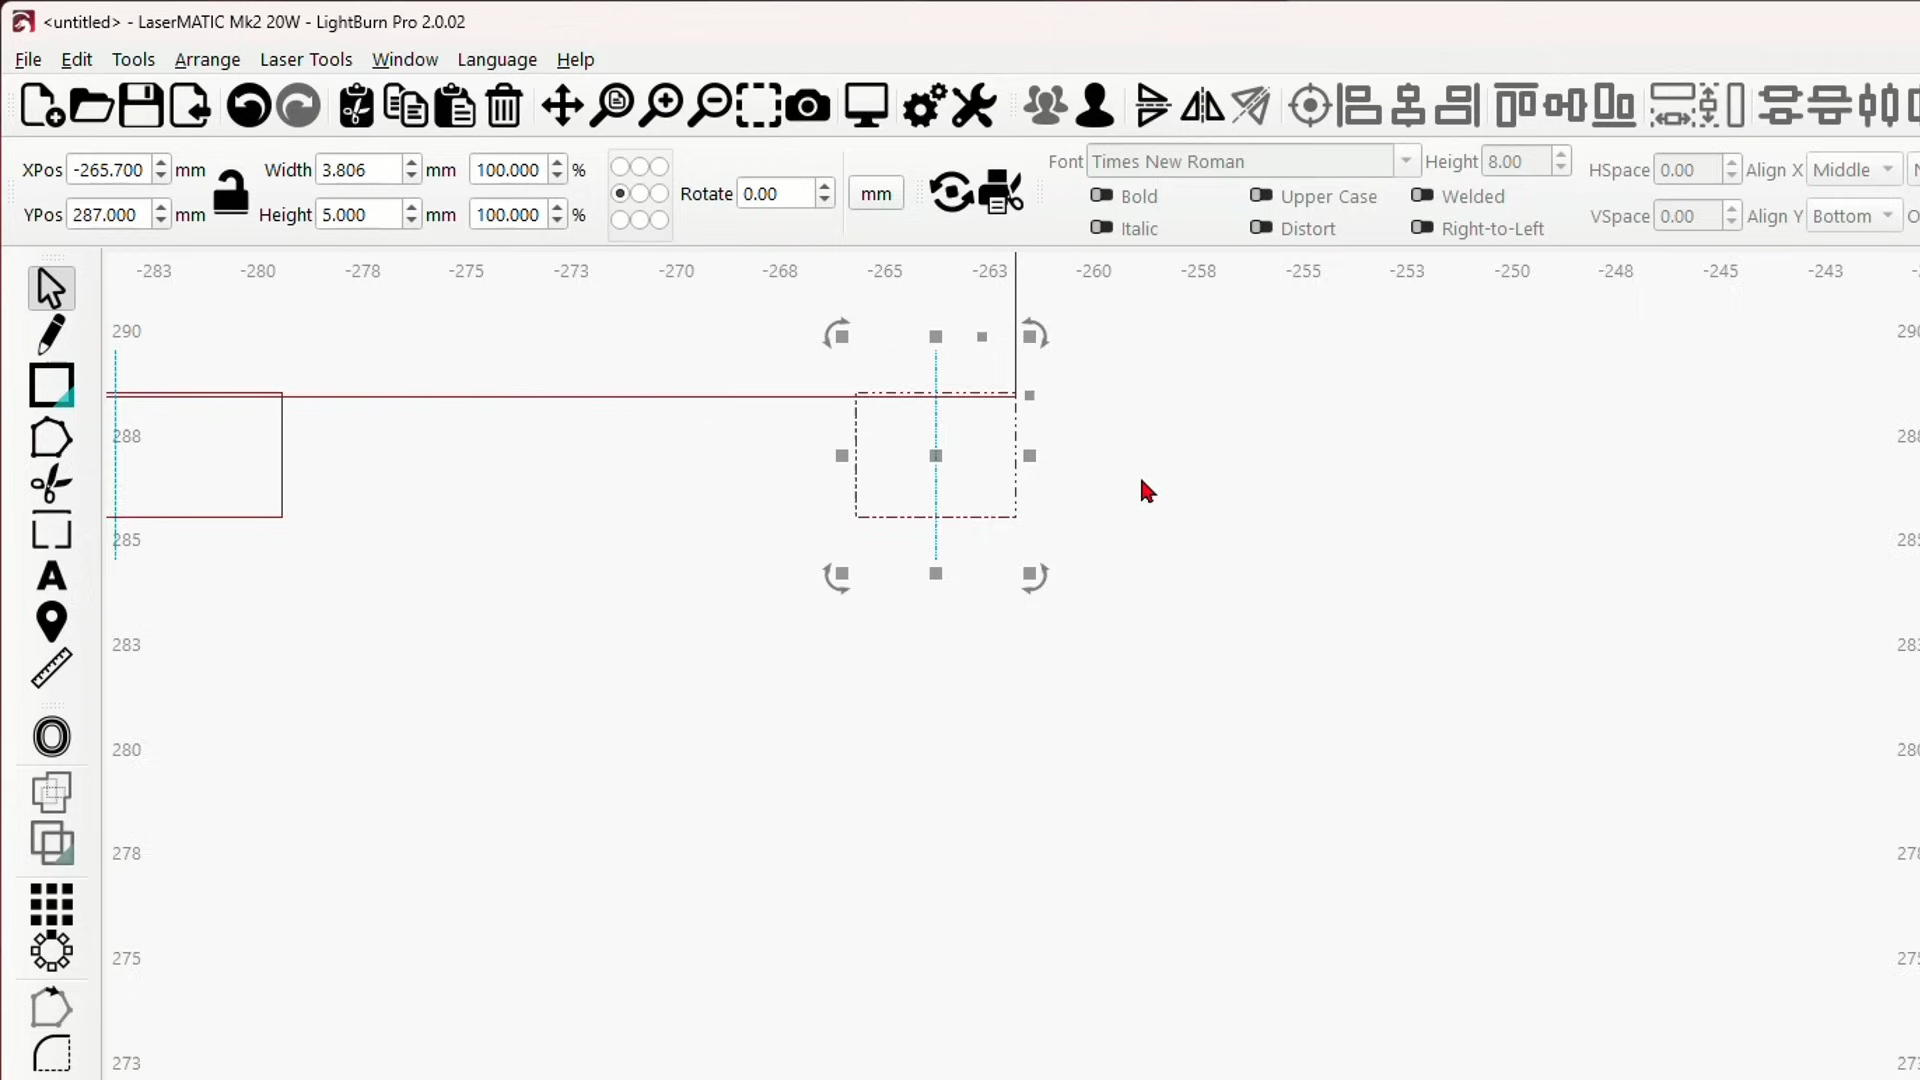 <untitled> - LaserMATIC Mk2 20W - LightBurn Pro 2.0.02
File Edit Tools Arrange Laser Tools Window Language Help
XPos -265.700 mm Width 3.806 mm 100.000 %
YPos 287.000 mm Height 5.000 mm 100.000 %
Rotate 0.00 mm
Font Times New Roman Height 8.00
Bold Upper Case Welded
Italic Distort Right-to-Left
HSpace 0.00 Align X Middle
VSpace 0.00 Align Y Bottom
-283 -280 -278 -275 -273 -270 -268 -265 -263 -260 -258 -255 -253 -250 -248 -245 -243
290
288
285
283
280
278
275
273